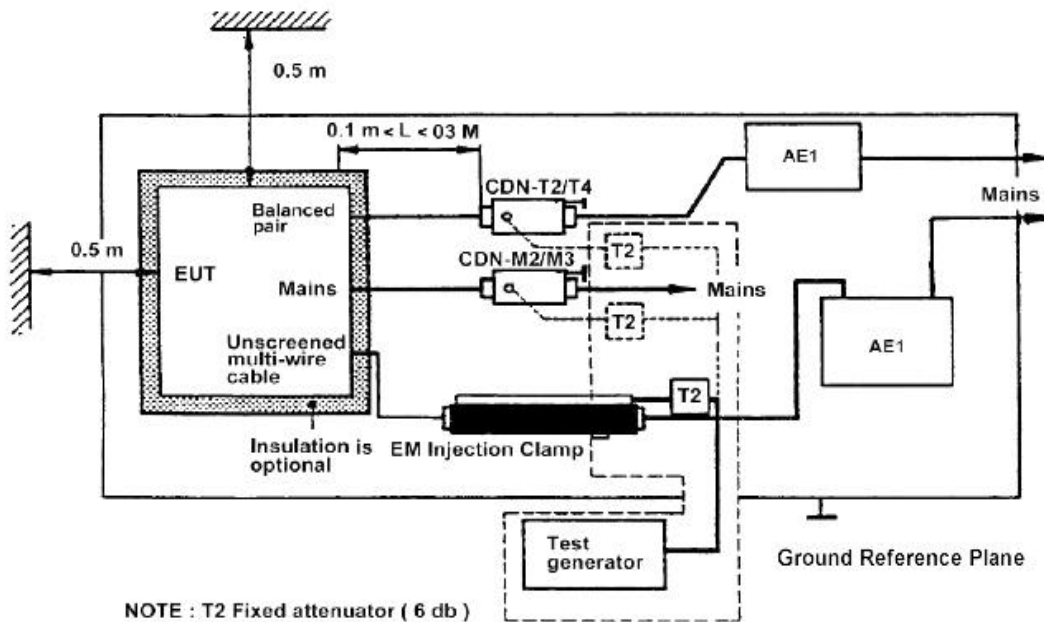 0.5 m
0.1 m < L < 03 M
AE1
CDN-T2/T4
Mains
Balanced
pair
T2
0.5 m
EUT
CDN-M2/M3
Mains
Mains
T2
AE1
Unscreened
multi-wire
cable
T2
Insulation is
optional
EM Injection Clamp
Test
generator
Ground Reference Plane
NOTE : T2 Fixed attenuator ( 6 db )